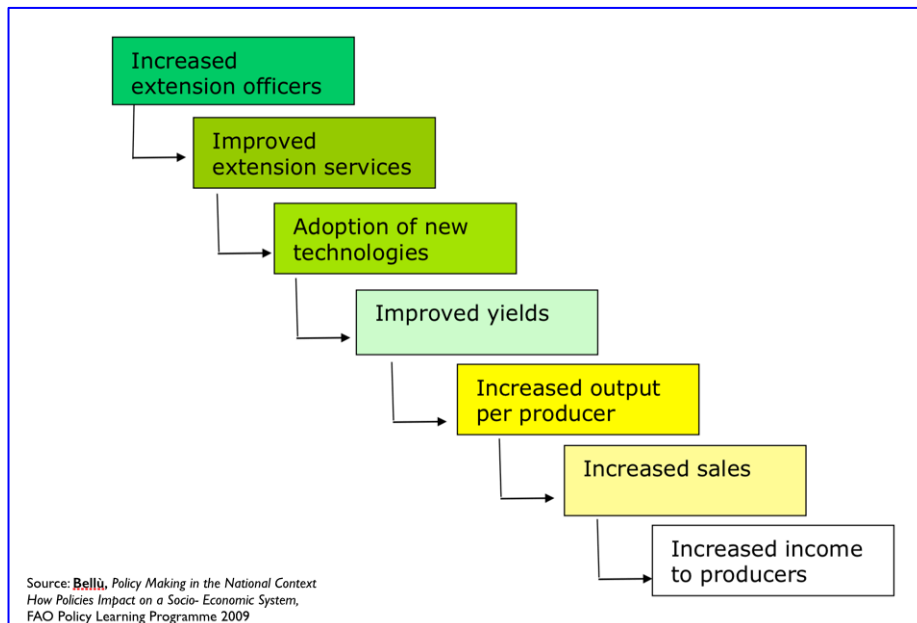 Increased
extension officers
Improved
extension services
Adoption of new
technologies
Improved yields
Increased output
per producer
Increased sales
Increased income
to producers
Source: Bellù, Policy Making in the National Context
How Policies Impact on a Socio- Economic System,
FAO Policy Learning Programme 2009